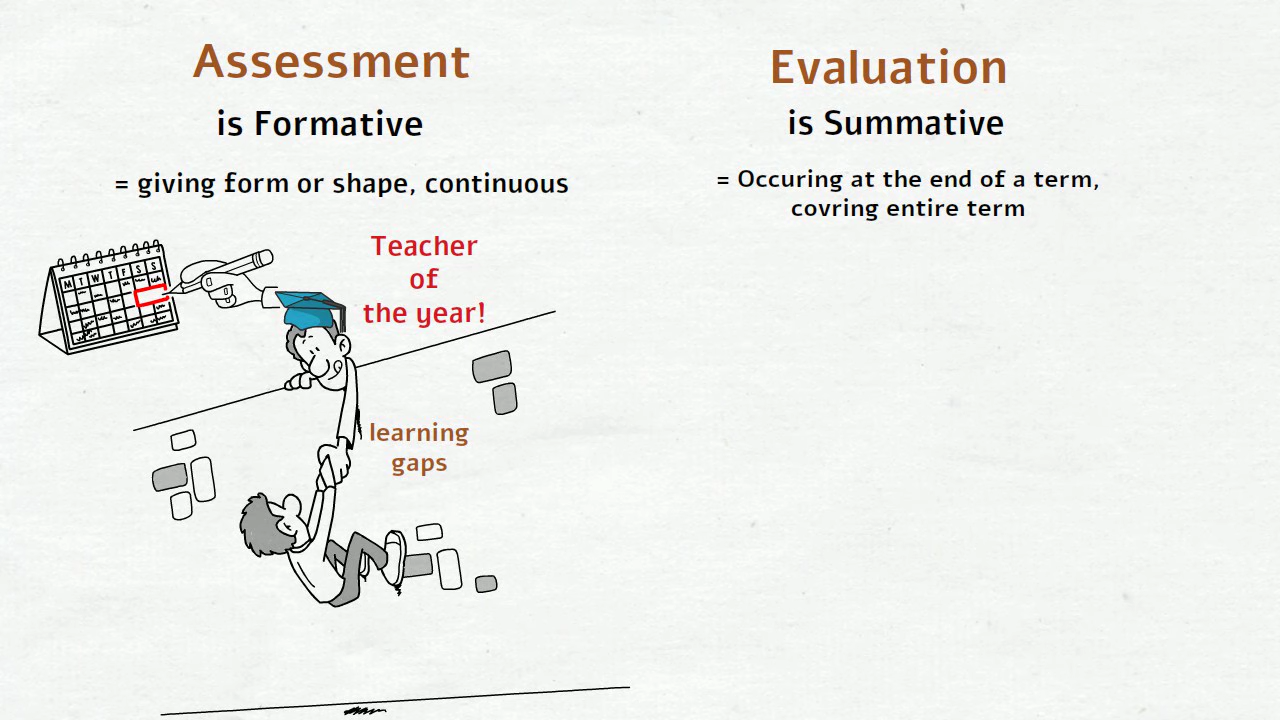 Assessment
is Formative
= giving form or shape, continuous
M T W T F S S
Teacher
of
the year!
learning
gaps
Evaluation
is Summative
= Occuring at the end of a term,
covring entire term